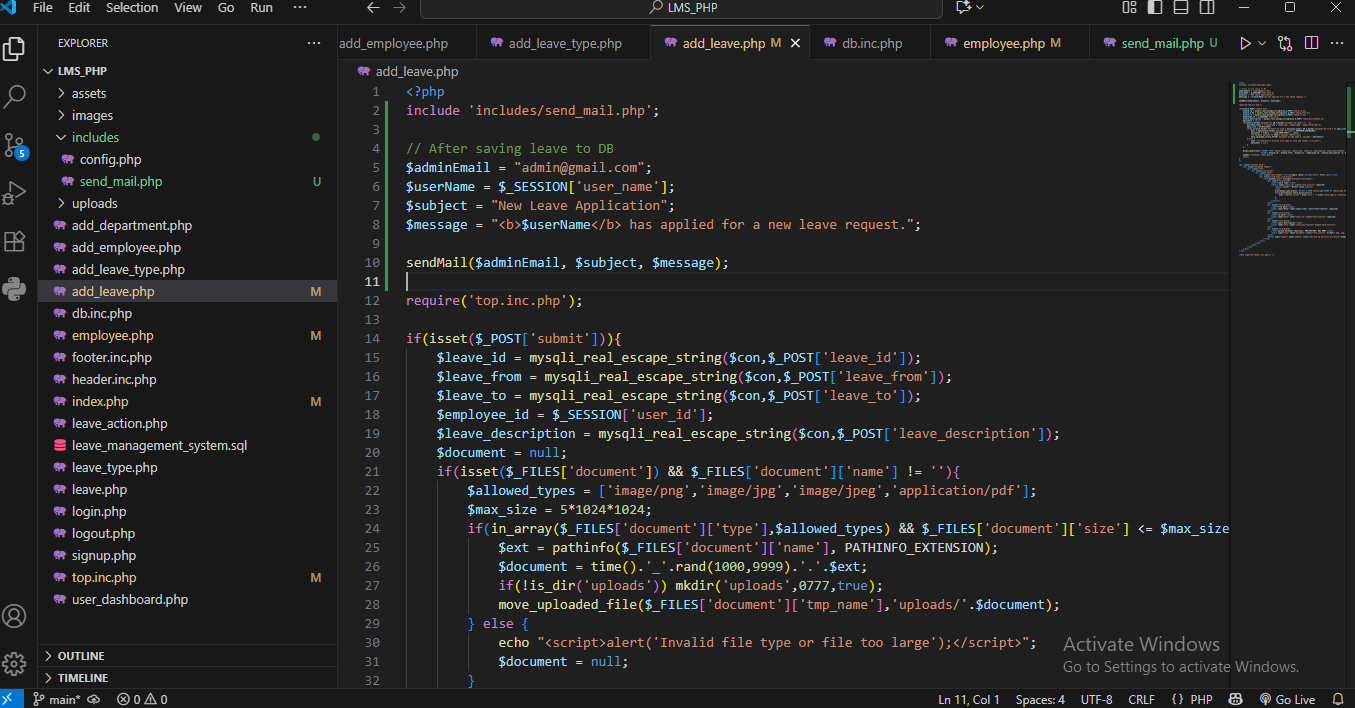 File Edit Selection View Go Run ··· LMS_PHP
EXPLORER ···
LMS_PHP
assets
images
includes
config.php
send_mail.php U
uploads
add_department.php
add_employee.php
add_leave_type.php
add_leave.php M
db.inc.php
employee.php M
footer.inc.php
header.inc.php
index.php M
leave_action.php
leave_management_system.sql
leave_type.php
leave.php
login.php
logout.php
signup.php
top.inc.php M
user_dashboard.php
OUTLINE
TIMELINE
5
add_employee.php add_leave_type.php add_leave.php M db.inc.php employee.php M send_mail.php U ···
add_leave.php
1 <?php
2 include 'includes/send_mail.php';
3
4 // After saving leave to DB
5 $adminEmail = "admin@gmail.com";
6 $userName = $_SESSION['user_name'];
7 $subject = "New Leave Application";
8 $message = "<b>$userName</b> has applied for a new leave request.";
9
10 sendMail($adminEmail, $subject, $message);
11
12 require('top.inc.php');
13
14 if(isset($_POST['submit'])){
15 $leave_id = mysqli_real_escape_string($con,$_POST['leave_id']);
16 $leave_from = mysqli_real_escape_string($con,$_POST['leave_from']);
17 $leave_to = mysqli_real_escape_string($con,$_POST['leave_to']);
18 $employee_id = $_SESSION['user_id'];
19 $leave_description = mysqli_real_escape_string($con,$_POST['leave_description']);
20 $document = null;
21 if(isset($_FILES['document']) && $_FILES['document']['name'] != ''){
22 $allowed_types = ['image/png','image/jpg','image/jpeg','application/pdf'];
23 $max_size = 5*1024*1024;
24 if(in_array($_FILES['document']['type'],$allowed_types) && $_FILES['document']['size'] <= $max_size
25 $ext = pathinfo($_FILES['document']['name'], PATHINFO_EXTENSION);
26 $document = time().'_'.rand(1000,9999).'.'.$ext;
27 if(!is_dir('uploads')) mkdir('uploads',0777,true);
28 move_uploaded_file($_FILES['document']['tmp_name'],'uploads/'.$document);
29 } else {
30 echo "<script>alert('Invalid file type or file too large');</script>";
31 $document = null;
32 }
Activate Windows
Go to Settings to activate Windows.
main* 0 0 Ln 11, Col 1 Spaces: 4 UTF-8 CRLF {} PHP Go Live